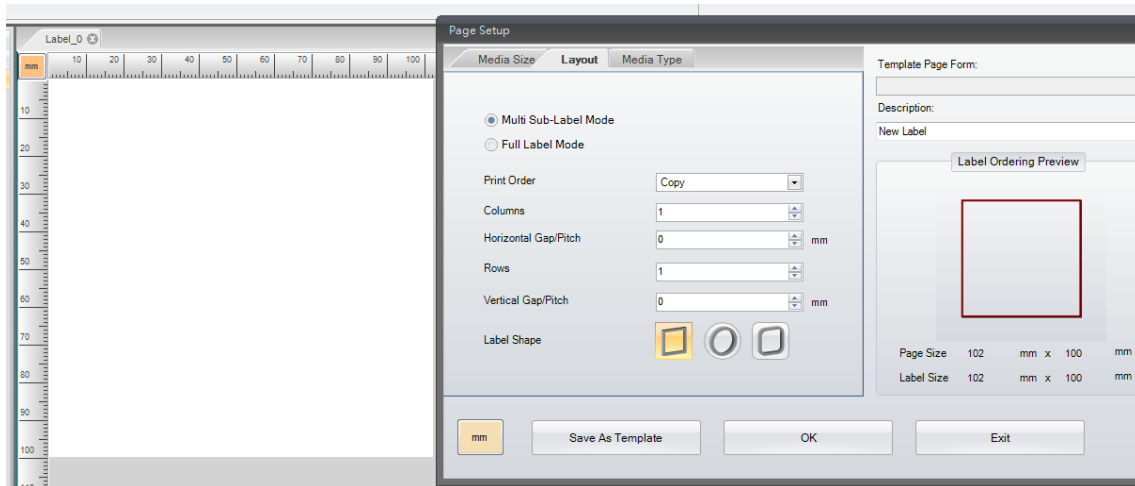 Label_0
Page Setup
mm
10 20 30 40 50 60 70 80 90 100
10
20
30
40
50
60
70
80
90
100
Media Size Layout Media Type
Multi Sub-Label Mode
Full Label Mode
Print Order Copy
Columns 1
Horizontal Gap/Pitch 0 mm
Rows 1
Vertical Gap/Pitch 0 mm
Label Shape
Template Page Form:
Description:
New Label
Label Ordering Preview
Page Size 102 mm x 100 mm
Label Size 102 mm x 100 mm
mm Save As Template OK Exit